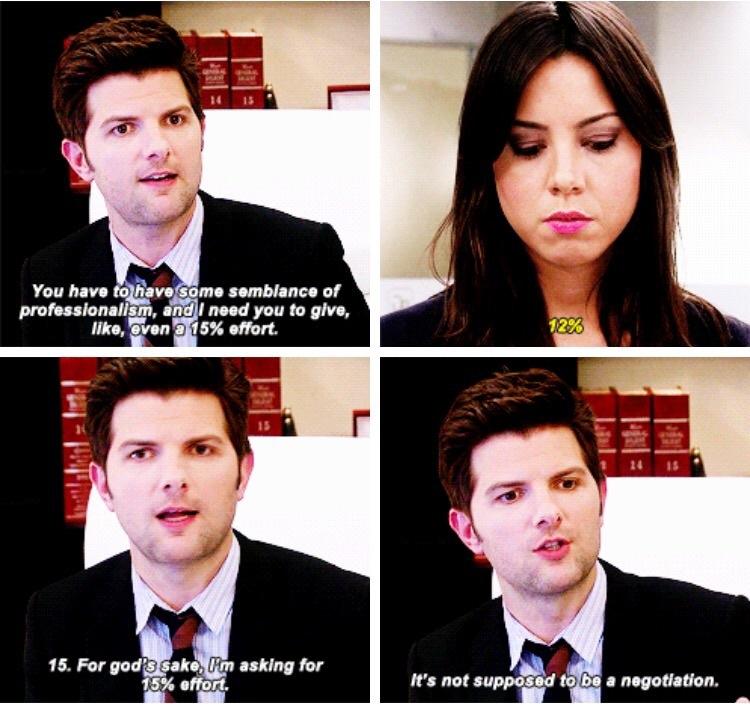 You have to have some semblance of
professionalism, and I need you to give,
like, even a 15% effort.
14 15
12%
15
15. For god's sake, I'm asking for
15% effort.
14 15
It's not supposed to be a negotiation.